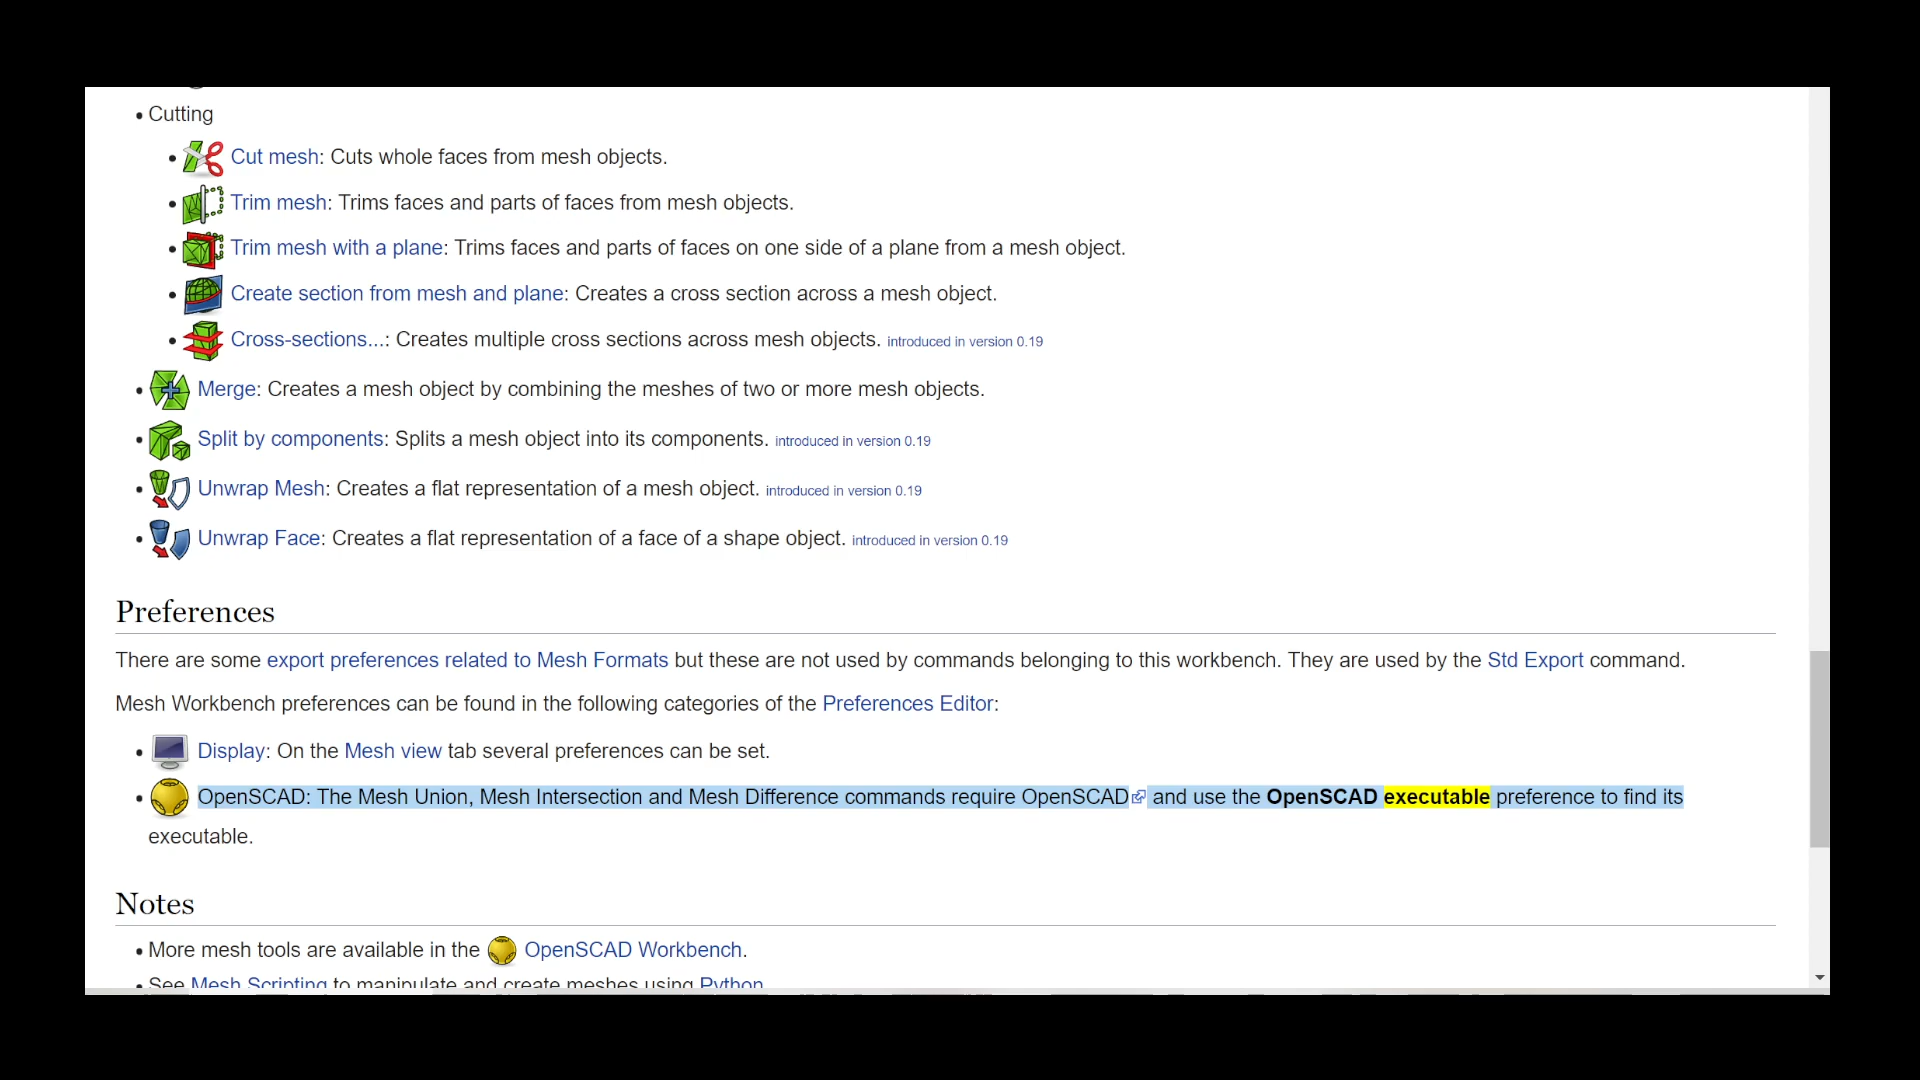 Cutting
Cut mesh: Cuts whole faces from mesh objects.
Trim mesh: Trims faces and parts of faces from mesh objects.
Trim mesh with a plane: Trims faces and parts of faces on one side of a plane from a mesh object.
Create section from mesh and plane: Creates a cross section across a mesh object.
Cross-sections...: Creates multiple cross sections across mesh objects. introduced in version 0.19
Merge: Creates a mesh object by combining the meshes of two or more mesh objects.
Split by components: Splits a mesh object into its components. introduced in version 0.19
Unwrap Mesh: Creates a flat representation of a mesh object. introduced in version 0.19
Unwrap Face: Creates a flat representation of a face of a shape object. introduced in version 0.19
Preferences
There are some export preferences related to Mesh Formats but these are not used by commands belonging to this workbench. They are used by the Std Export command.
Mesh Workbench preferences can be found in the following categories of the Preferences Editor:
Display: On the Mesh view tab several preferences can be set.
OpenSCAD: The Mesh Union, Mesh Intersection and Mesh Difference commands require OpenSCAD and use the OpenSCAD executable preference to find its
executable.
Notes
More mesh tools are available in the OpenSCAD Workbench.
See Mesh Scripting to manipulate and create meshes using Python